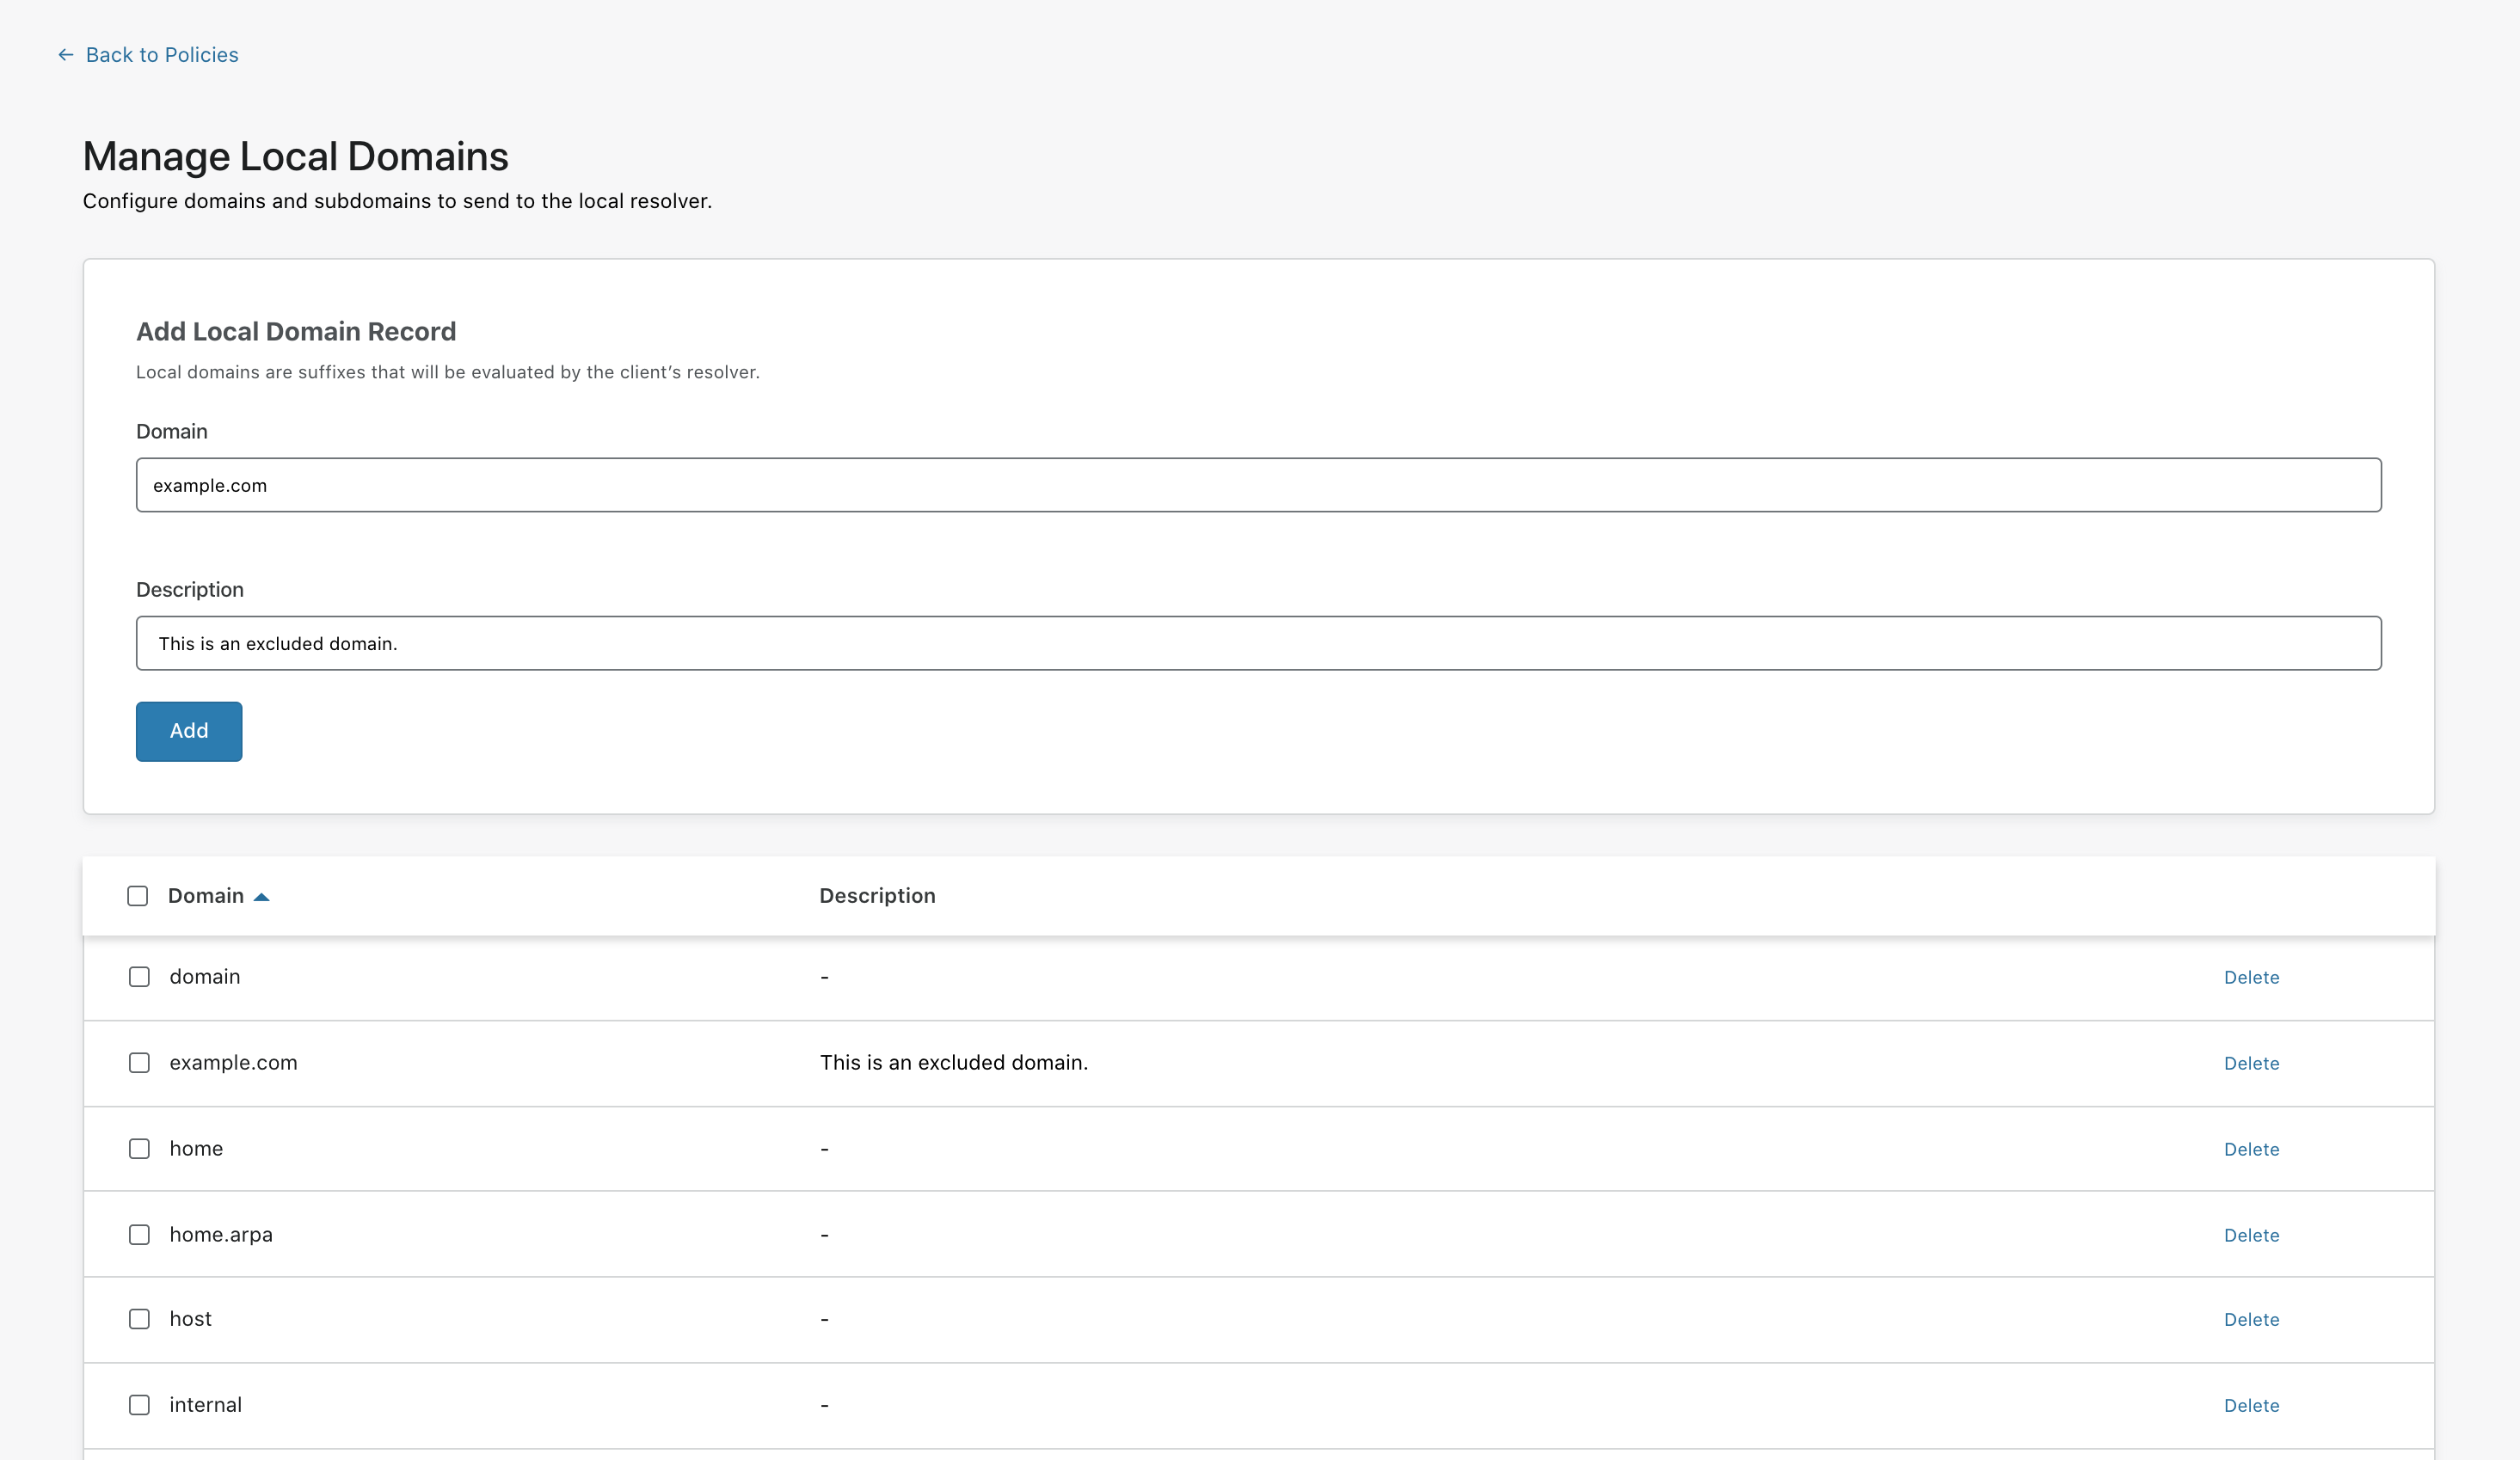 ← Back to Policies
Manage Local Domains
Configure domains and subdomains to send to the local resolver.
Add Local Domain Record
Local domains are suffixes that will be evaluated by the client’s resolver.
Domain
example.com
Description
This is an excluded domain.
Add
Domain Description
domain - Delete
example.com This is an excluded domain. Delete
home - Delete
home.arpa - Delete
host - Delete
internal - Delete